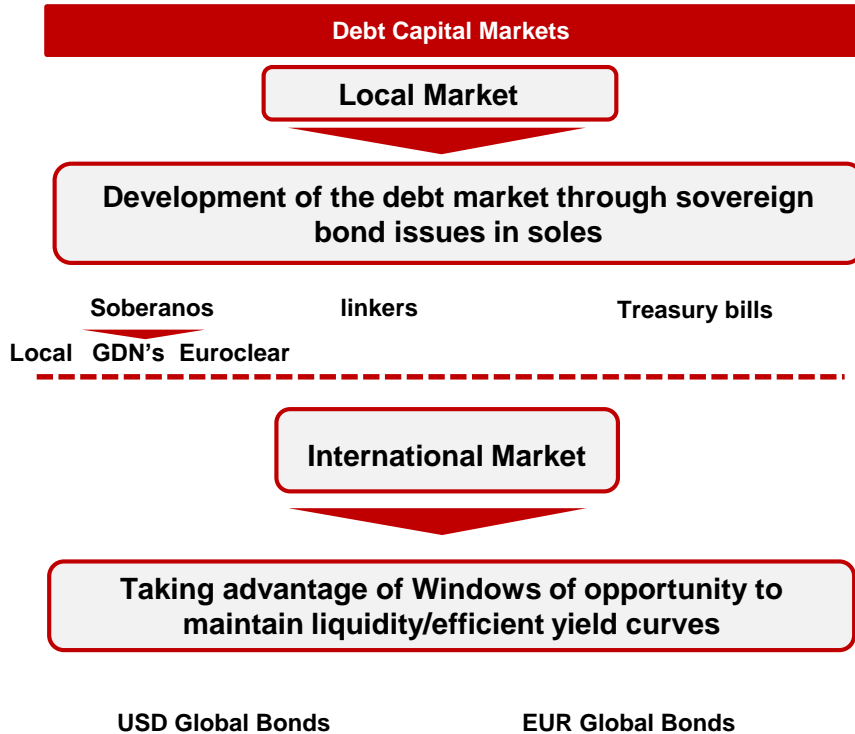 Debt Capital Markets
Local Market
Development of the debt market through sovereign
bond issues in soles
Soberanos linkers Treasury bills
Local GDN's Euroclear
International Market
Taking advantage of Windows of opportunity to
maintain liquidity/efficient yield curves
USD Global Bonds EUR Global Bonds